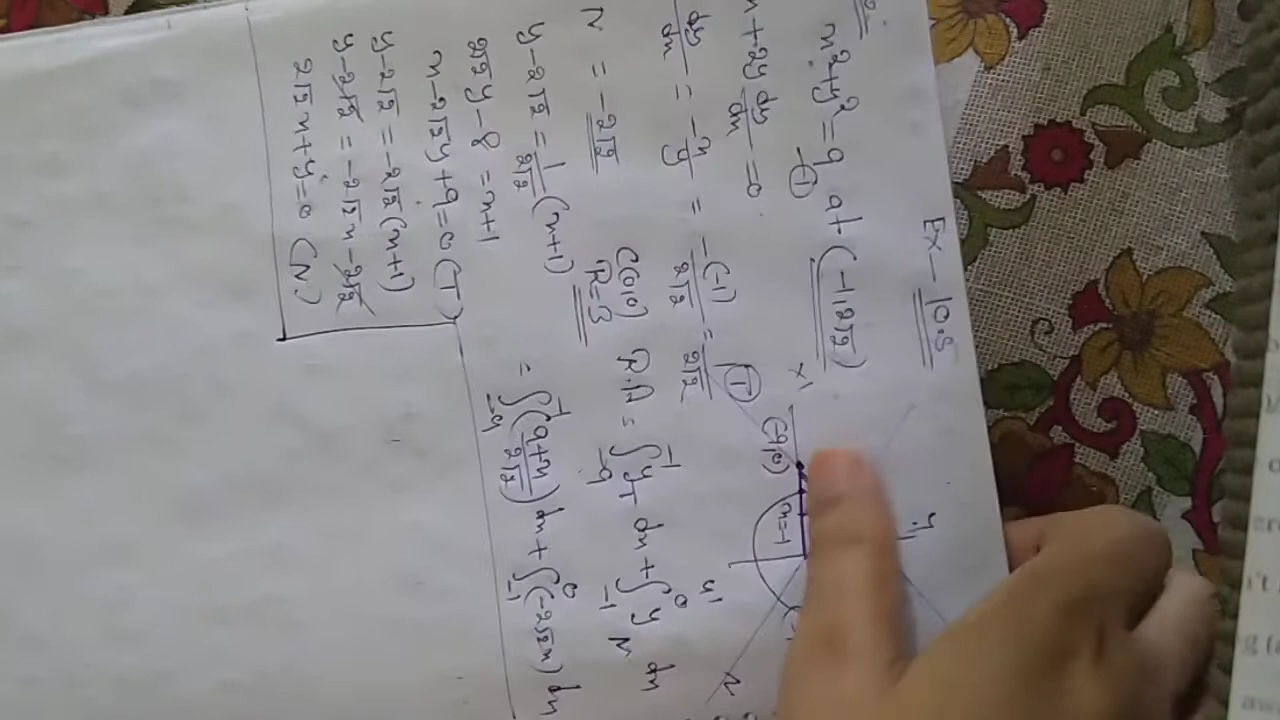 Ex-10.5
x²+y²=9 at (-1,2√2)
①
x+2y dy/dx=0
dy/dx = -x/y = -(-1)/2√2 = 1/2√2 Ⓣ
N = -2√2
y-2√2 = 1/2√2 (x+1)
2√2y-8=x+1
x-2√2y+9=0 (T)
y-2√2=-2√2(x+1)
y-2√2=-2√2x-2√2
2√2x+y=0 (N)
(0,0)
R=3
R.A = ∫₋₉⁻¹ y_T dx + ∫₋₁⁰ y_N dx
= ∫₋₉⁻¹ (9+x/2√2) dx + ∫₋₁⁰ (-2√2x) dx
x'
(-9,0)
x=-1
y
y'
N